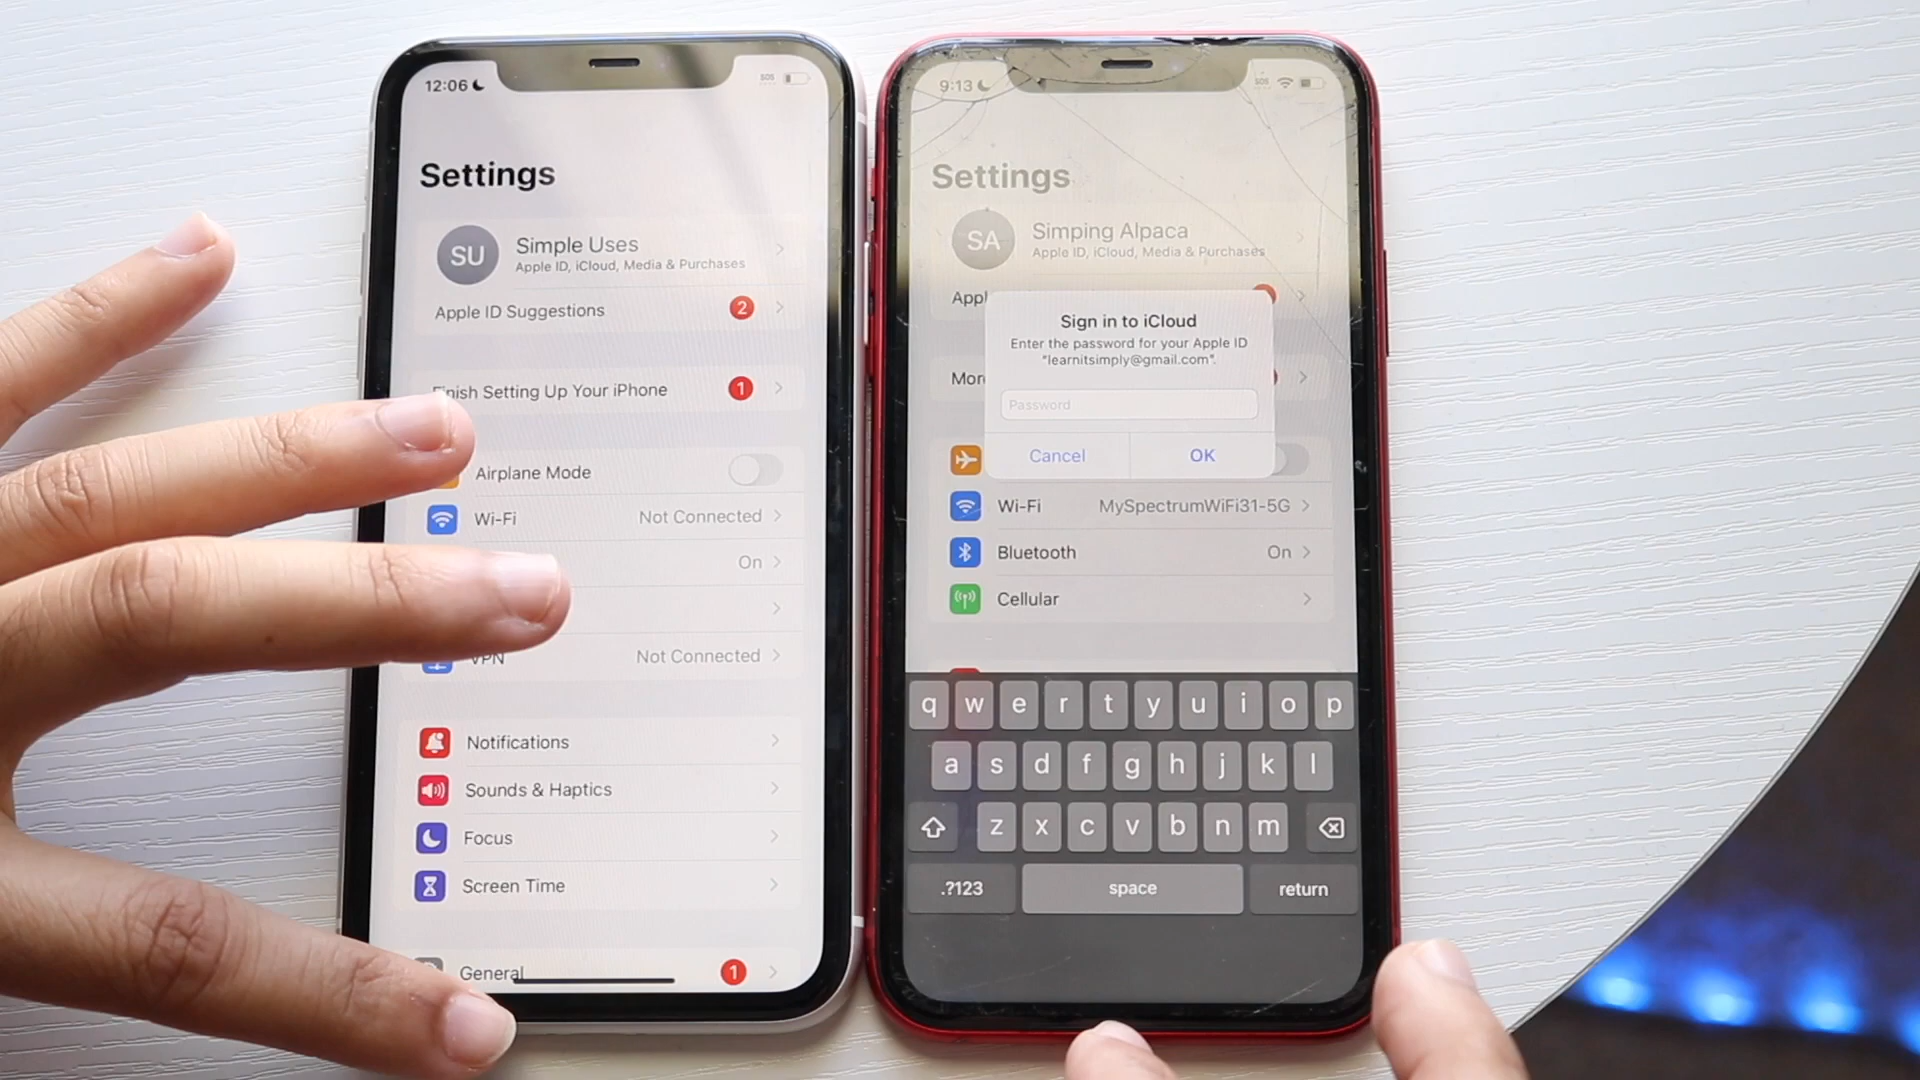 12:06
SOS
Settings
SU
Simple Uses
Apple ID, iCloud, Media & Purchases
Apple ID Suggestions
2
Finish Setting Up Your iPhone
1
Airplane Mode
Wi-Fi
Not Connected
On
VPN
Not Connected
Notifications
Sounds & Haptics
Focus
Screen Time
General
1
9:13
SOS
Settings
SA
Simping Alpaca
Apple ID, iCloud, Media & Purchases
Appl
Mor
Sign in to iCloud
Enter the password for your Apple ID
"learnitsimply@gmail.com".
Password
Cancel
OK
Wi-Fi
MySpectrumWiFi31-5G
Bluetooth
On
Cellular
q w e r t y u i o p
a s d f g h j k l
z x c v b n m
.?123
space
return